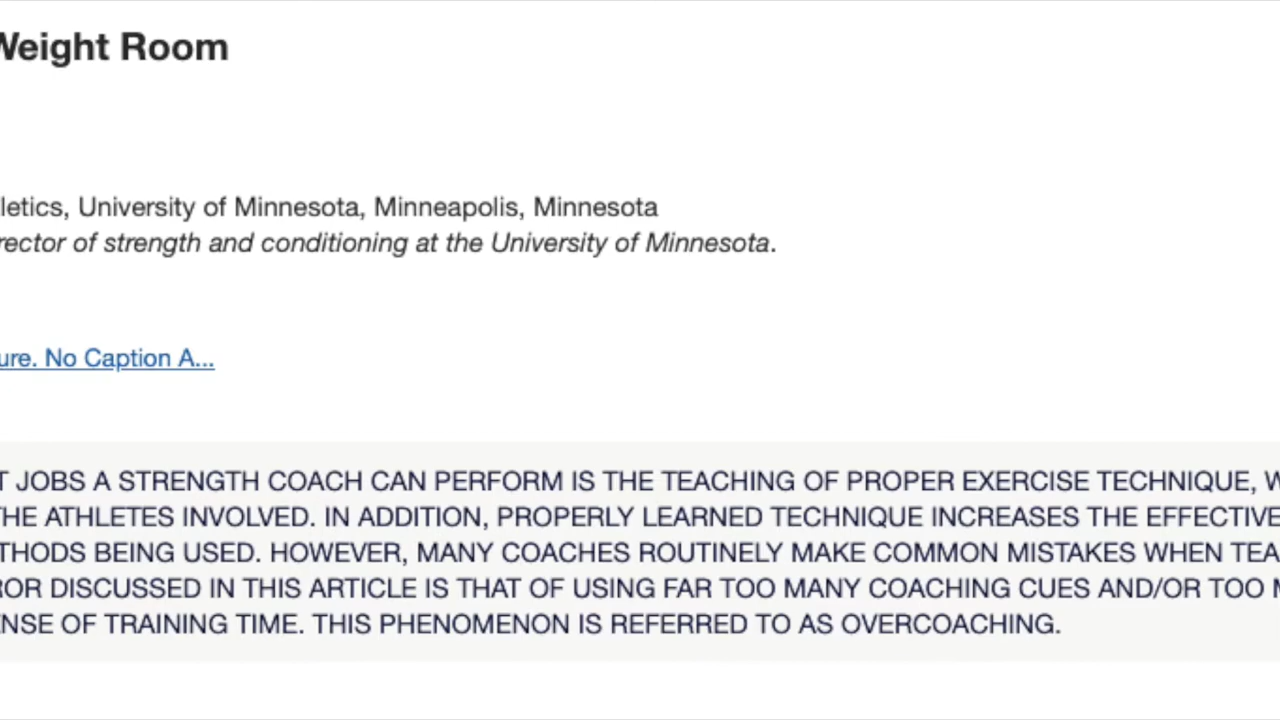 Weight Room
letics, University of Minnesota, Minneapolis, Minnesota
rector of strength and conditioning at the University of Minnesota.
ure. No Caption A...
T JOBS A STRENGTH COACH CAN PERFORM IS THE TEACHING OF PROPER EXERCISE TECHNIQUE, W
THE ATHLETES INVOLVED. IN ADDITION, PROPERLY LEARNED TECHNIQUE INCREASES THE EFFECTIVE
THODS BEING USED. HOWEVER, MANY COACHES ROUTINELY MAKE COMMON MISTAKES WHEN TEA
ROR DISCUSSED IN THIS ARTICLE IS THAT OF USING FAR TOO MANY COACHING CUES AND/OR TOO M
ENSE OF TRAINING TIME. THIS PHENOMENON IS REFERRED TO AS OVERCOACHING.